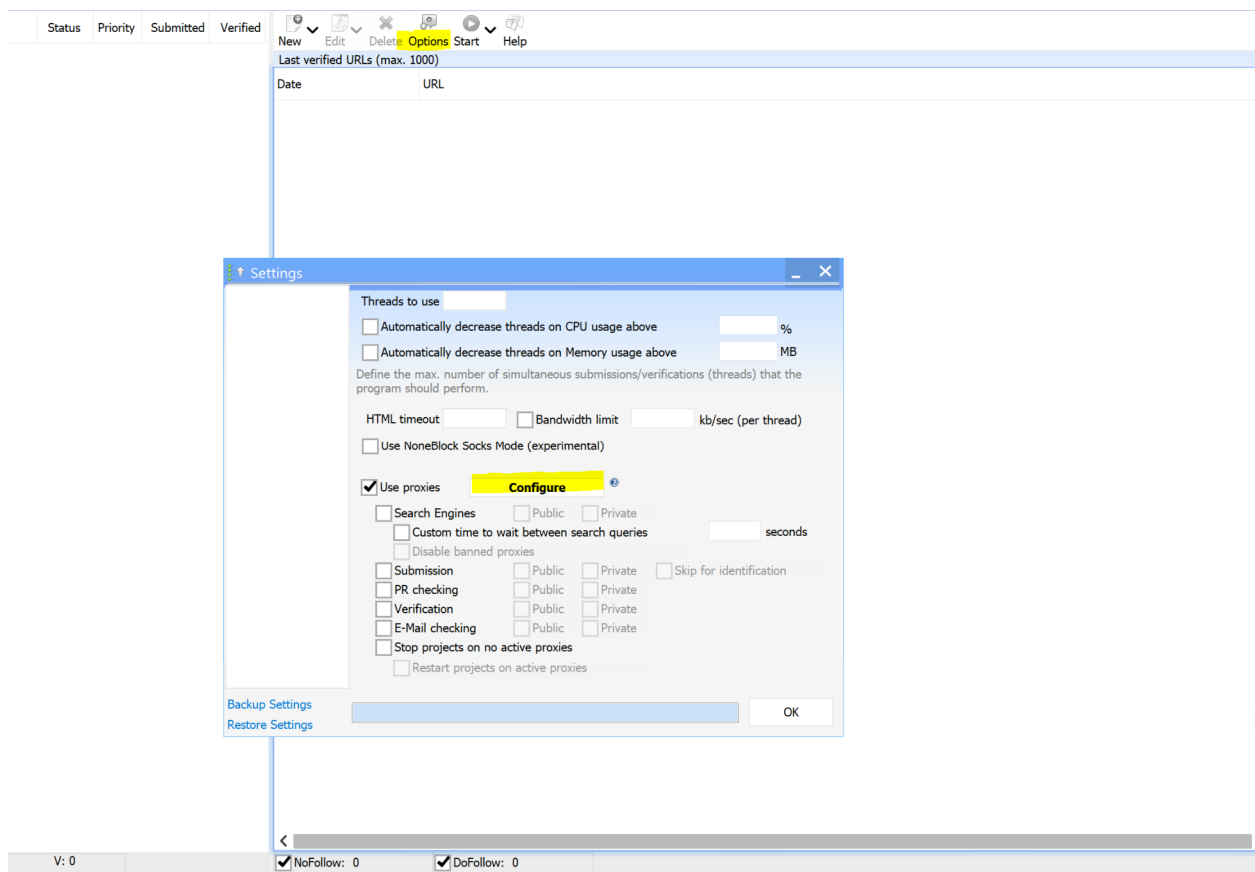 Status Priority Submitted Verified
New Edit Delete Options Start Help
Last verified URLs (max. 1000)
Date URL
Settings
Threads to use
Automatically decrease threads on CPU usage above %
Automatically decrease threads on Memory usage above MB
Define the max. number of simultaneous submissions/verifications (threads) that the
program should perform.
HTML timeout Bandwidth limit kb/sec (per thread)
Use NoneBlock Socks Mode (experimental)
Use proxies Configure
Search Engines Public Private
Custom time to wait between search queries seconds
Disable banned proxies
Submission Public Private Skip for identification
PR checking Public Private
Verification Public Private
E-Mail checking Public Private
Stop projects on no active proxies
Restart projects on active proxies
Backup Settings
Restore Settings
OK
V: 0 NoFollow: 0 DoFollow: 0